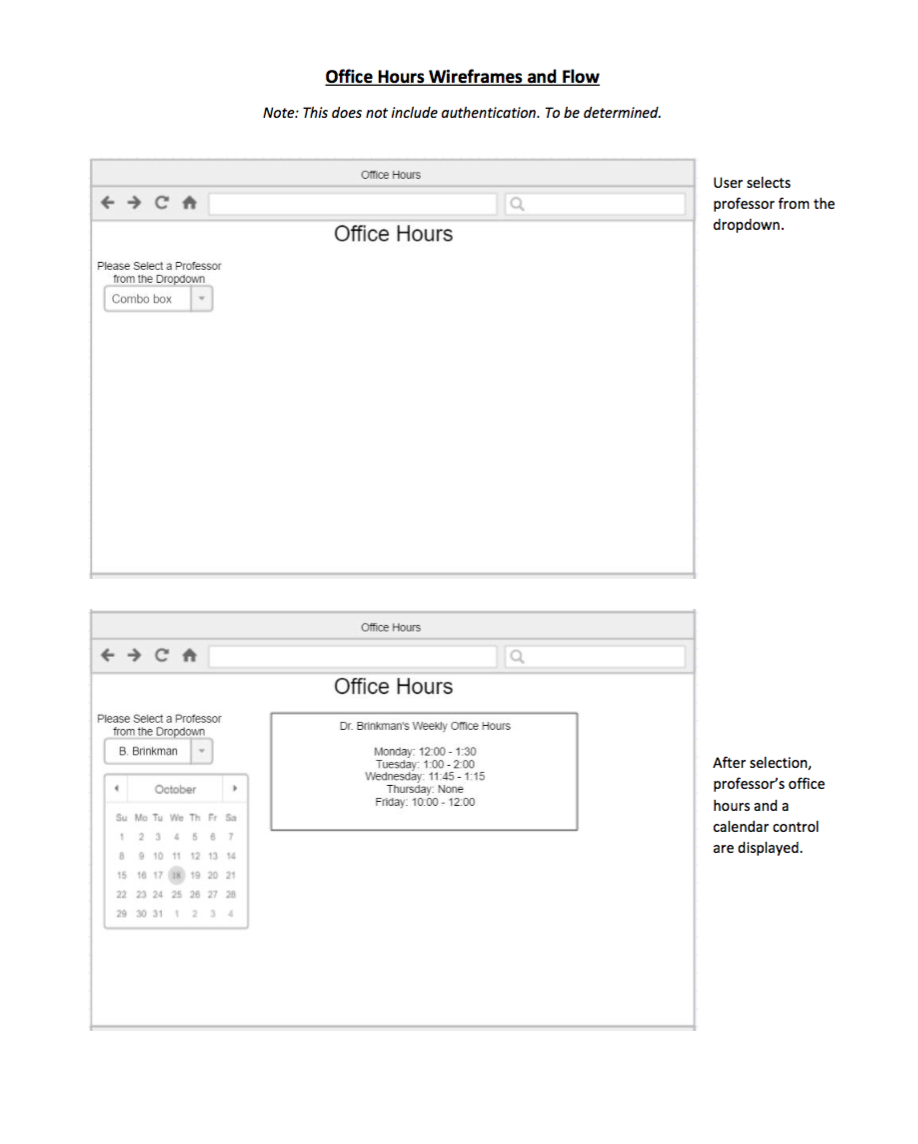 Office Hours Wireframes and Flow
Note: This does not include authentication. To be determined.
Office Hours
Office Hours
Please Select a Professor
from the Dropdown
Combo box
User selects
professor from the
dropdown.
Office Hours
Office Hours
Please Select a Professor
from the Dropdown
B. Brinkman
October
Su Mo Tu We Th Fr Sa
1 2 3 4 5 6 7
8 9 10 11 12 13 14
15 16 17 18 19 20 21
22 23 24 25 26 27 28
29 30 31 1 2 3 4
Dr. Brinkman's Weekly Office Hours
Monday: 12:00 - 1:30
Tuesday: 1:00 - 2:00
Wednesday: 11:45 - 1:15
Thursday: None
Friday: 10:00 - 12:00
After selection,
professor's office
hours and a
calendar control
are displayed.